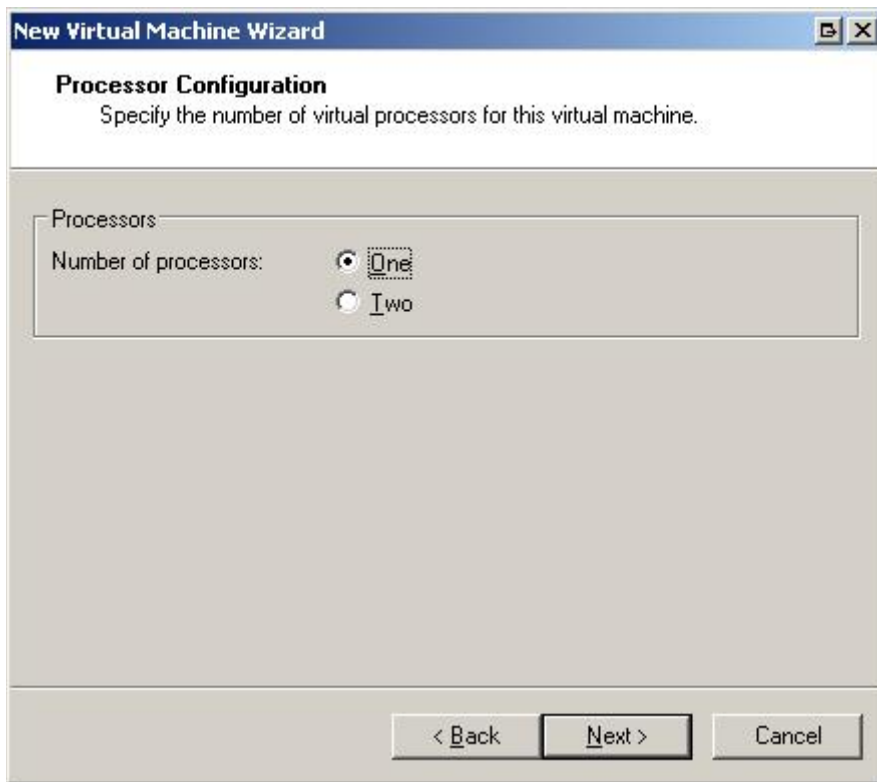 New Virtual Machine Wizard
Processor Configuration
Specify the number of virtual processors for this virtual machine.
Processors
Number of processors:
One
Two
< Back
Next >
Cancel